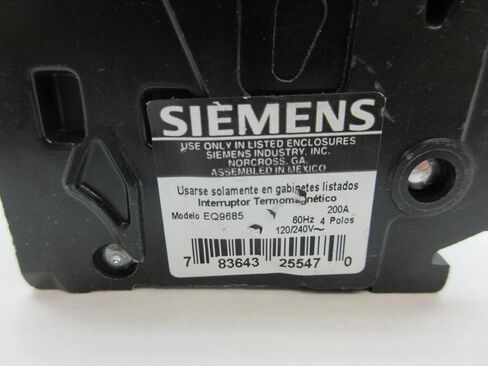 SIEMENS
USE ONLY IN LISTED ENCLOSURES
SIEMENS INDUSTRY, INC.
NORCROSS, GA.
ASSEMBLED IN MEXICO
Usarse solamente en gabinetes listados
Interruptor Termomagnético
Modelo EQ9685 200A
60Hz 4 Polos
120/240V~
7 83643 25547 0